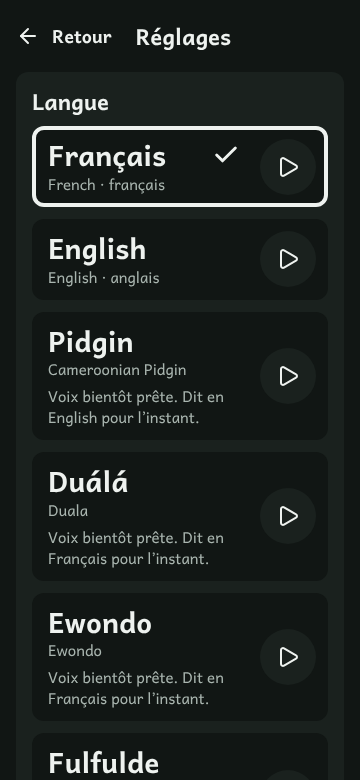 Retour Réglages
Langue
Français
French · français
English
English · anglais
Pidgin
Cameroonian Pidgin
Voix bientôt prête. Dit en
English pour l’instant.
Duálá
Duala
Voix bientôt prête. Dit en
Français pour l’instant.
Ewondo
Ewondo
Voix bientôt prête. Dit en
Français pour l’instant.
Fulfulde